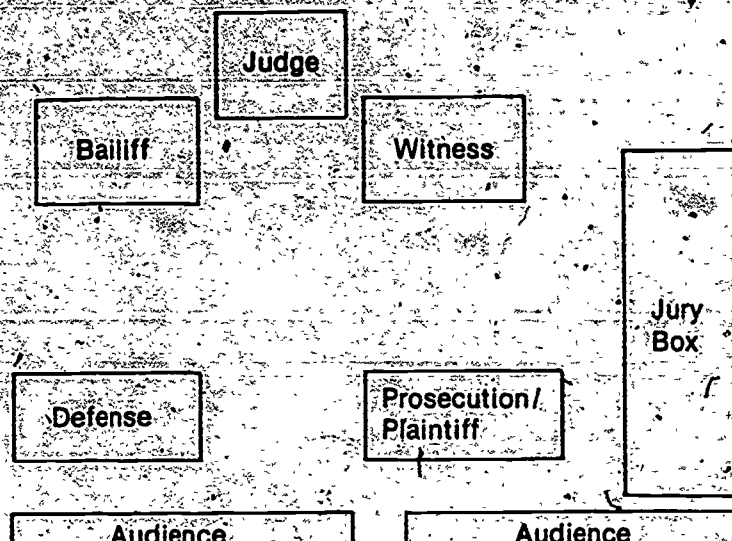 Judge
Bailiff
Witness
Jury
Box
Defense
Prosecution/
Plaintiff
Audience
Audience